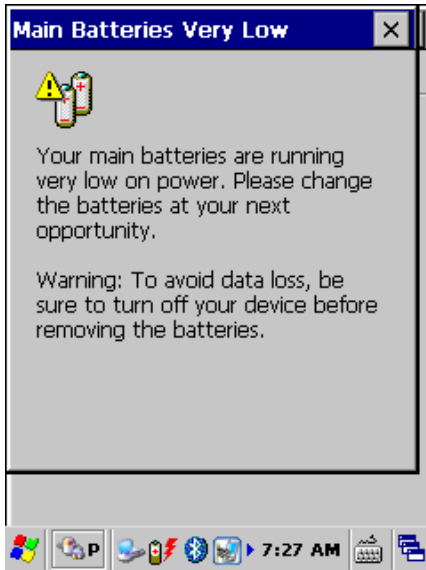 Main Batteries Very Low
Your main batteries are running
very low on power. Please change
the batteries at your next
opportunity.
Warning: To avoid data loss, be
sure to turn off your device before
removing the batteries.
P
7:27 AM